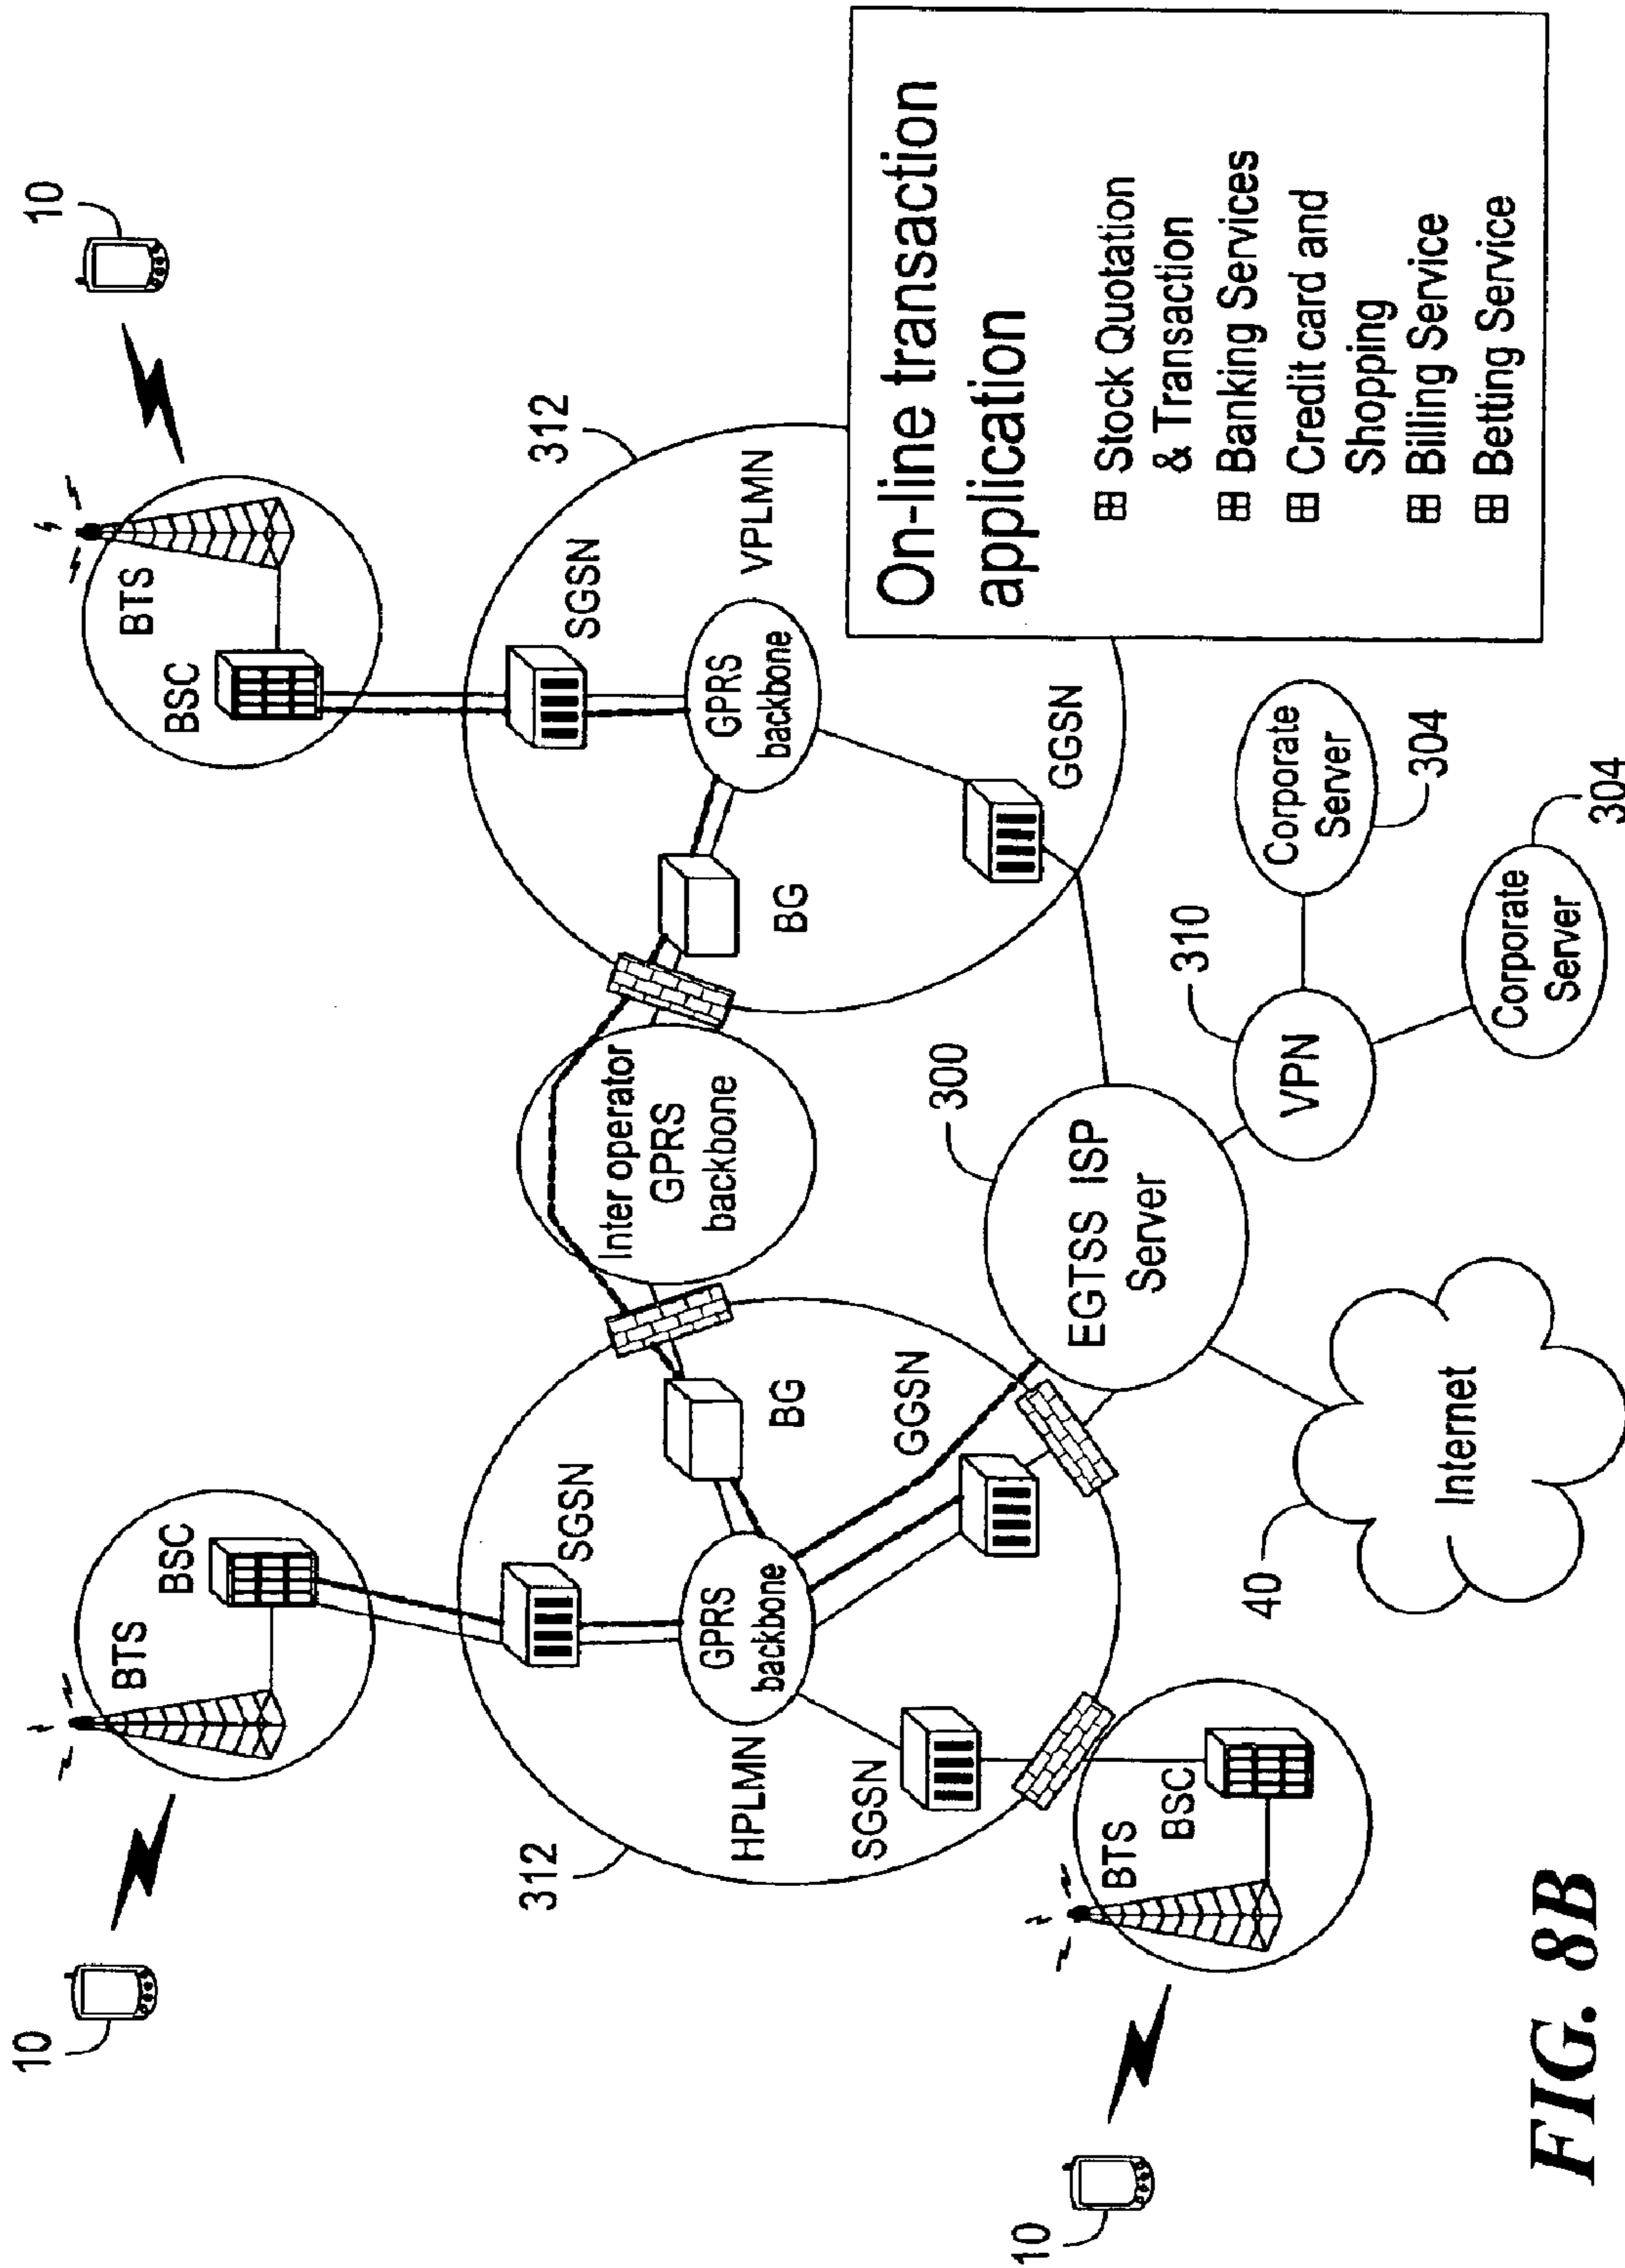 10
10
BTS
BSC
BTS
BSC
312
SGSN
SGSN
312
HPLMN
GPRS
backbone
BG
Inter operator
GPRS
backbone
BG
GPRS
backbone
VPLMN
SGSN
GGSN
GGSN
10
BTS
BSC
EGTSS ISP
Server
300
310
VPN
Corporate
Server
304
Corporate
Server
304
40
Internet
On-line transaction
application
Stock Quotation
& Transaction
Banking Services
Credit card and
Shopping
Billing Service
Betting Service
FIG. 8B